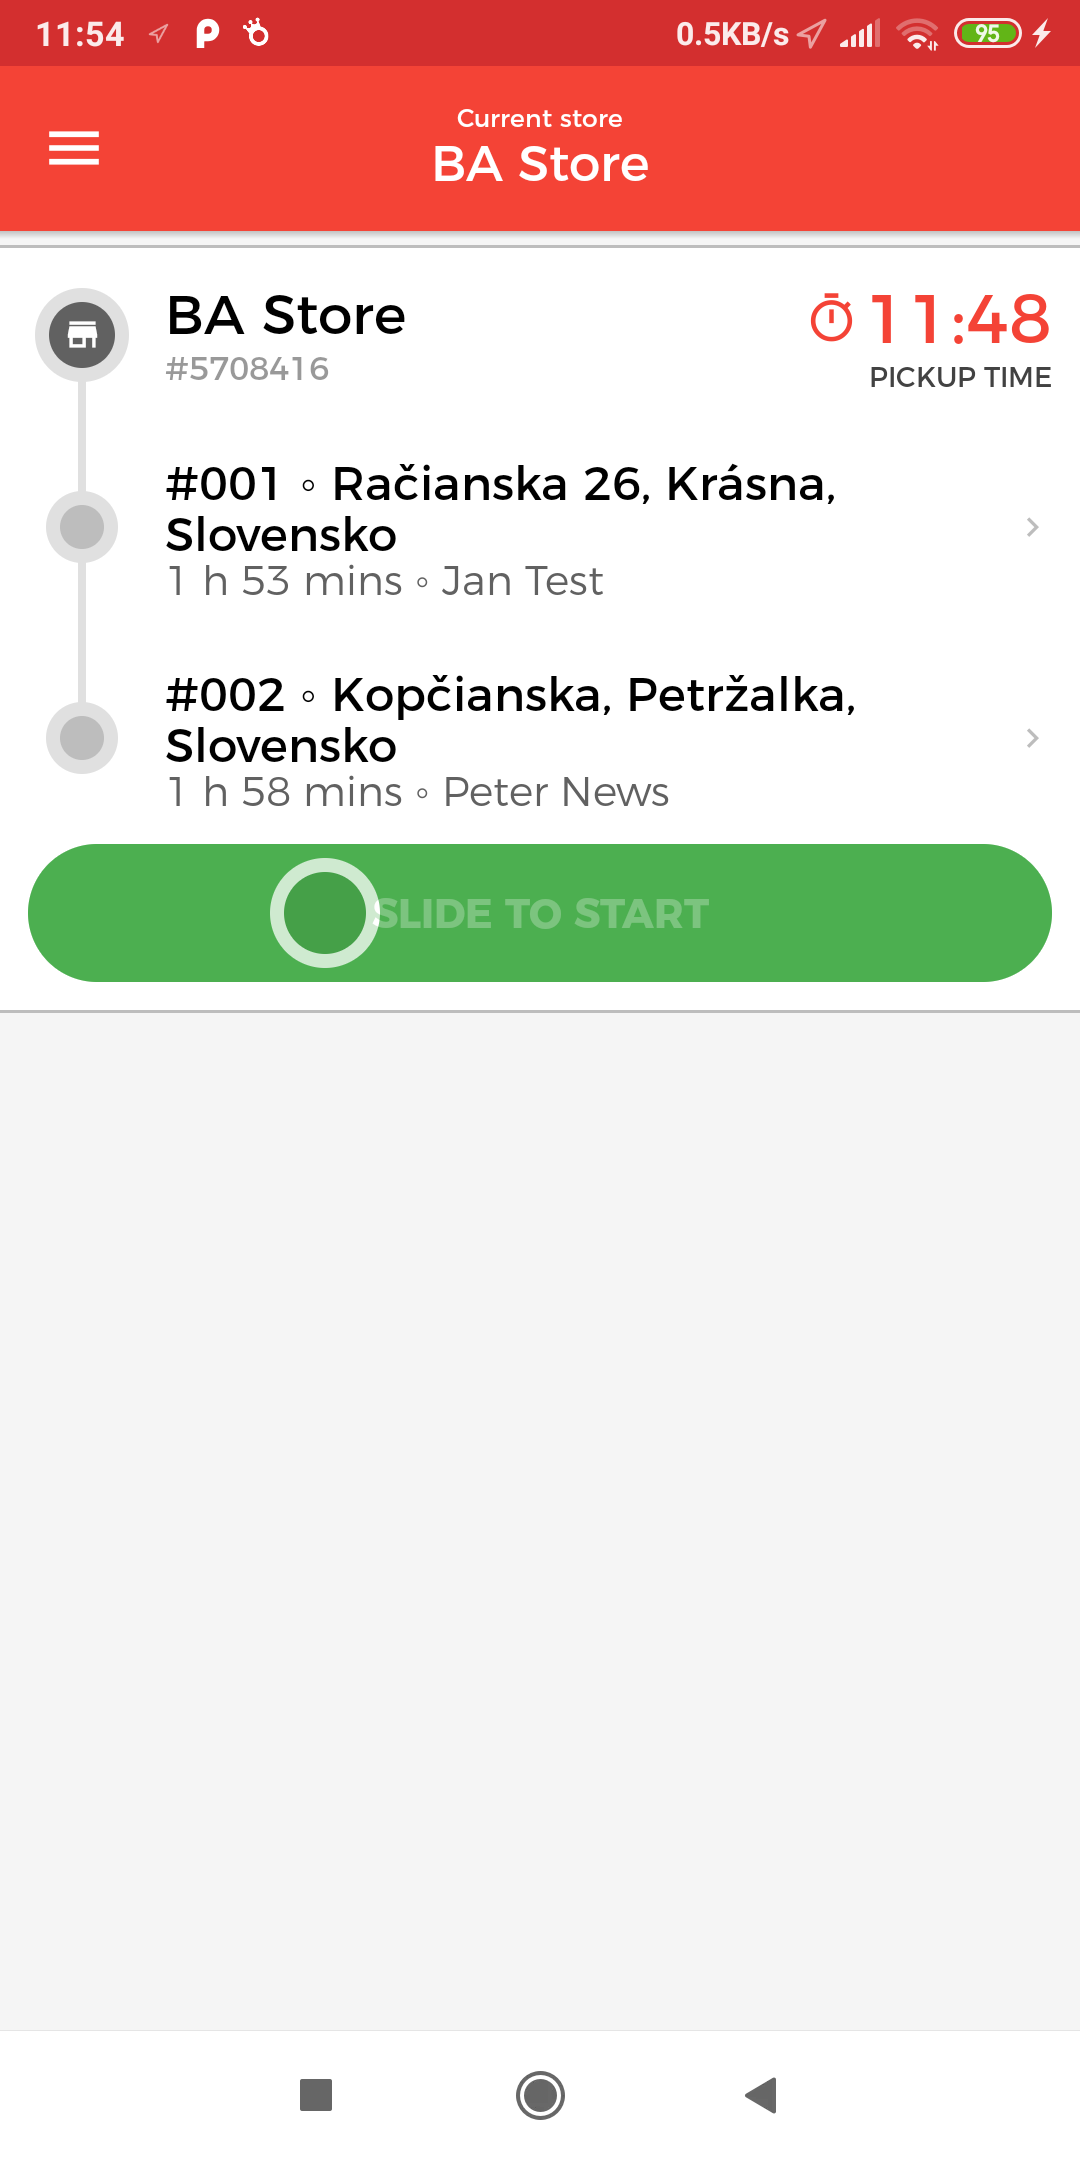 11:54 0.5KB/s 95
Current store
BA Store
BA Store 11:48
#5708416 PICKUP TIME
#001 ◦ Račianska 26, Krásna,
Slovensko
1 h 53 mins ◦ Jan Test
#002 ◦ Kopčianska, Petržalka,
Slovensko
1 h 58 mins ◦ Peter News
SLIDE TO START